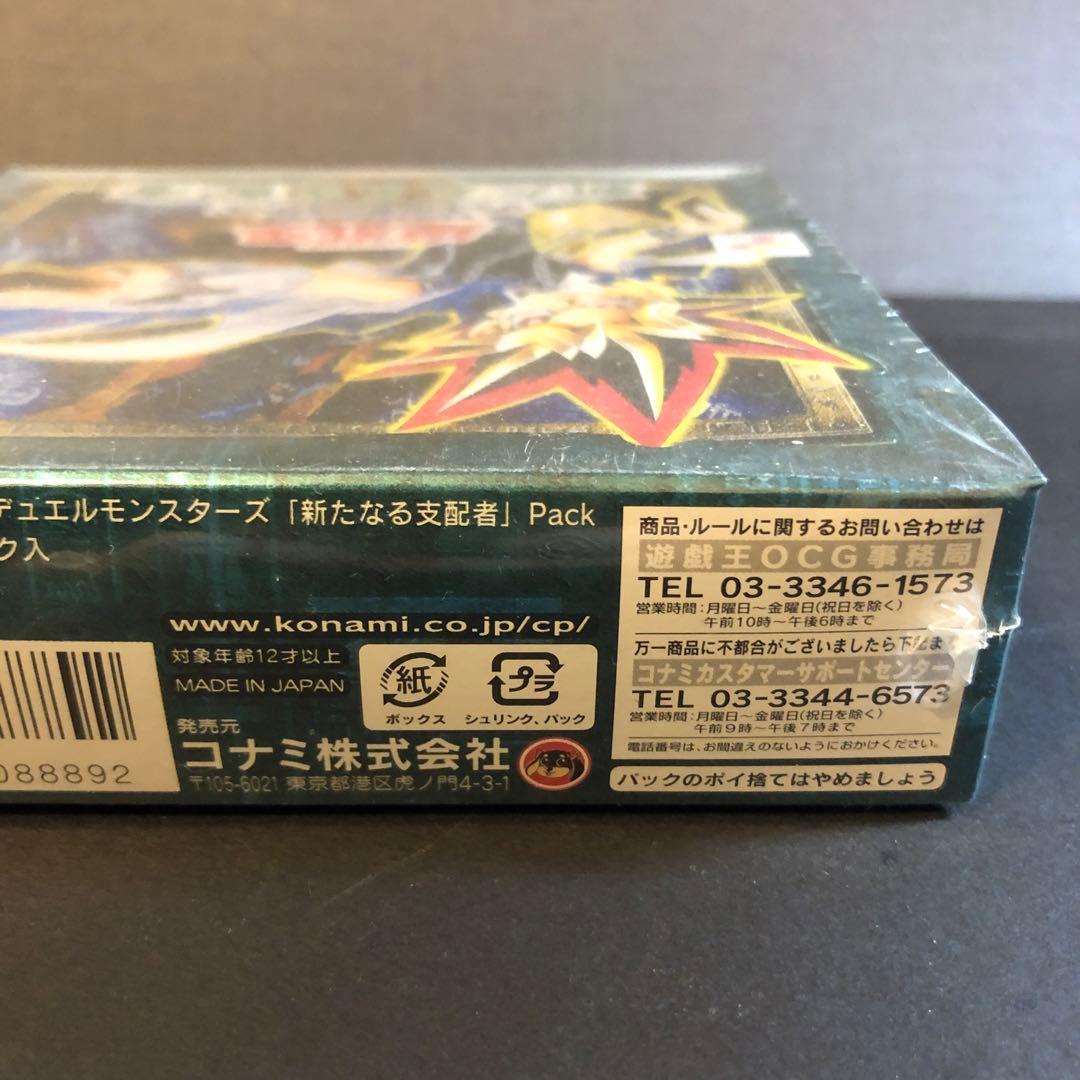 デュエルモンスターズ「新たなる支配者」Pack
ク入
www.konami.co.jp/cp/
対象年齢12才以上
MADE IN JAPAN
紙
プラ
ボックス
シュリンク、パック
発売元
コナミ株式会社
〒105-6021 東京都港区虎ノ門4-3-1
088892
商品・ルールに関するお問い合わせは
遊戯王OCG事務局
TEL 03-3346-1573
営業時間:月曜日〜金曜日(祝日を除く)
午前10時〜午後6時まで
万一商品に不都合がございましたら下記まで
コナミカスタマーサポートセンター
TEL 03-3344-6573
営業時間:月曜日〜金曜日(祝日を除く)
午前9時〜午後7時まで
電話番号は、お間違えのないようにおかけください。
パックのポイ捨てはやめましょう